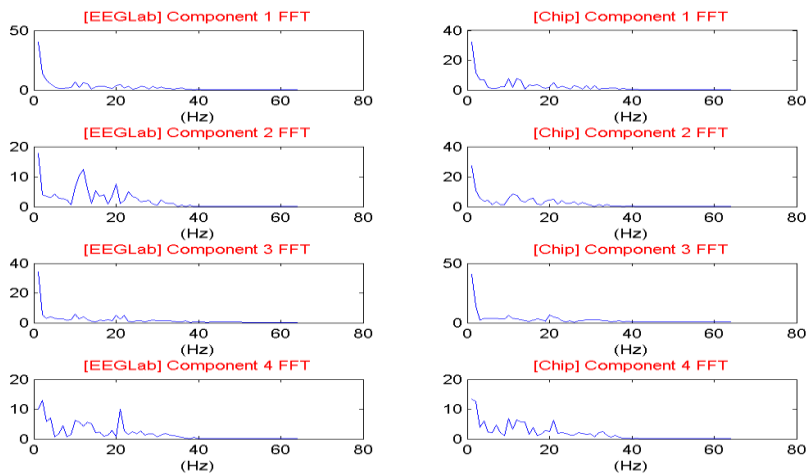 [EEGLab] Component 1 FFT
50
0
0 20 40 60 80
(Hz)
[Chip] Component 1 FFT
40
20
0
0 20 40 60 80
(Hz)
[EEGLab] Component 2 FFT
20
10
0
0 20 40 60 80
(Hz)
[Chip] Component 2 FFT
40
20
0
0 20 40 60 80
(Hz)
[EEGLab] Component 3 FFT
40
20
0
0 20 40 60 80
(Hz)
[Chip] Component 3 FFT
50
0
0 20 40 60 80
(Hz)
[EEGLab] Component 4 FFT
20
10
0
0 20 40 60 80
(Hz)
[Chip] Component 4 FFT
20
10
0
0 20 40 60 80
(Hz)